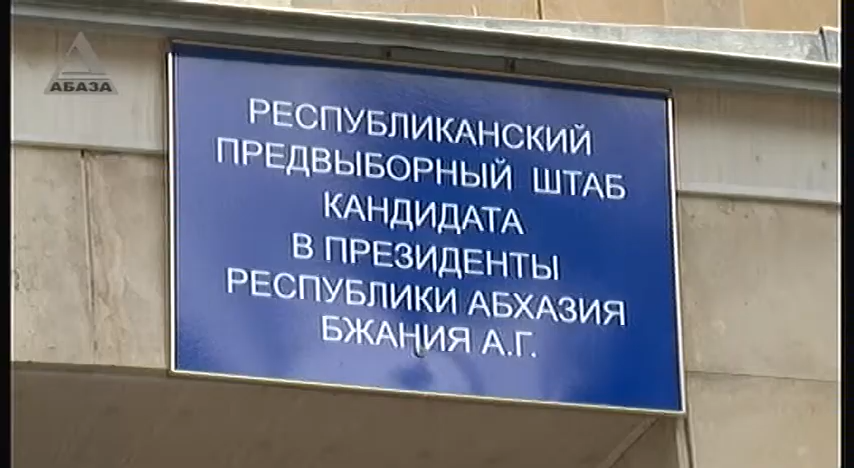 АБАЗА
РЕСПУБЛИКАНСКИЙ
ПРЕДВЫБОРНЫЙ ШТАБ
КАНДИДАТА
В ПРЕЗИДЕНТЫ
РЕСПУБЛИКИ АБХАЗИЯ
БЖАНИЯ А.Г.